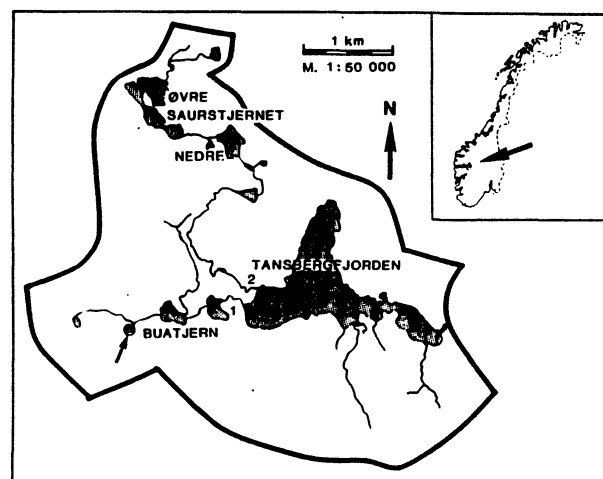 1 km
M. 1:50 000
N
ØVRE
SAURSTJERNET
NEDRE
TANSBERGFJORDEN
2
1
BUATJERN